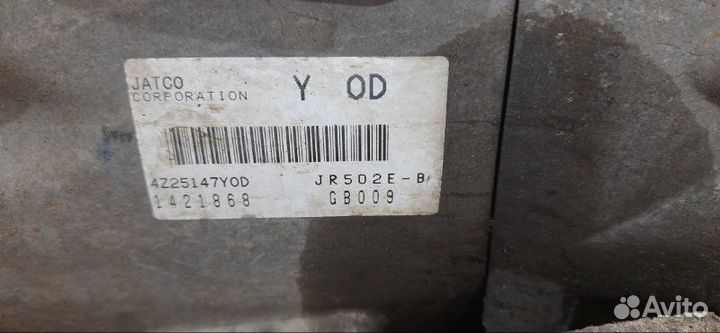 JATCO Y OD
CORPORATION
4Z25147YOD JR502E-B
1421868 GB009
Avito